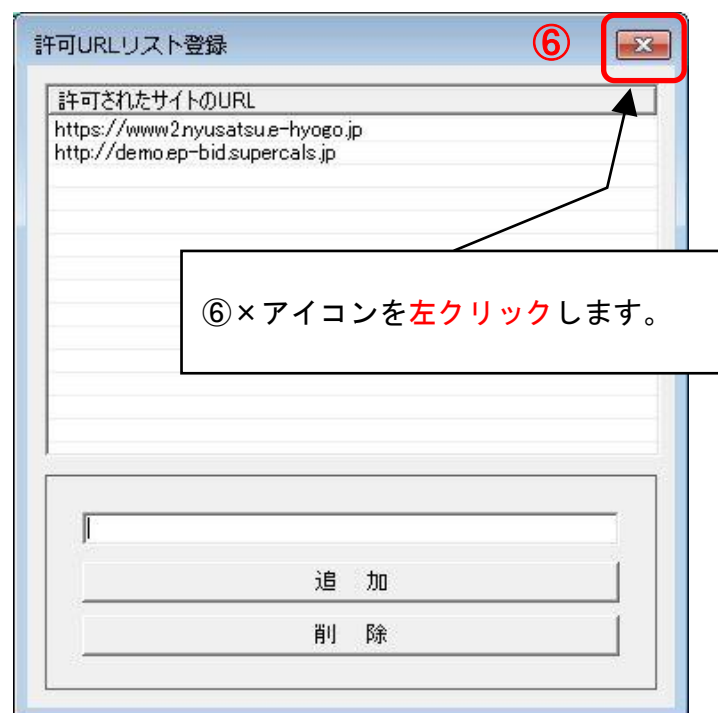 許可URLリスト登録
⑥
許可されたサイトのURL
https://www2.nyusatsu.e-hyogo.jp
http://demo.ep-bid.supercals.jp
⑥×アイコンを左クリックします。
追 加
削 除